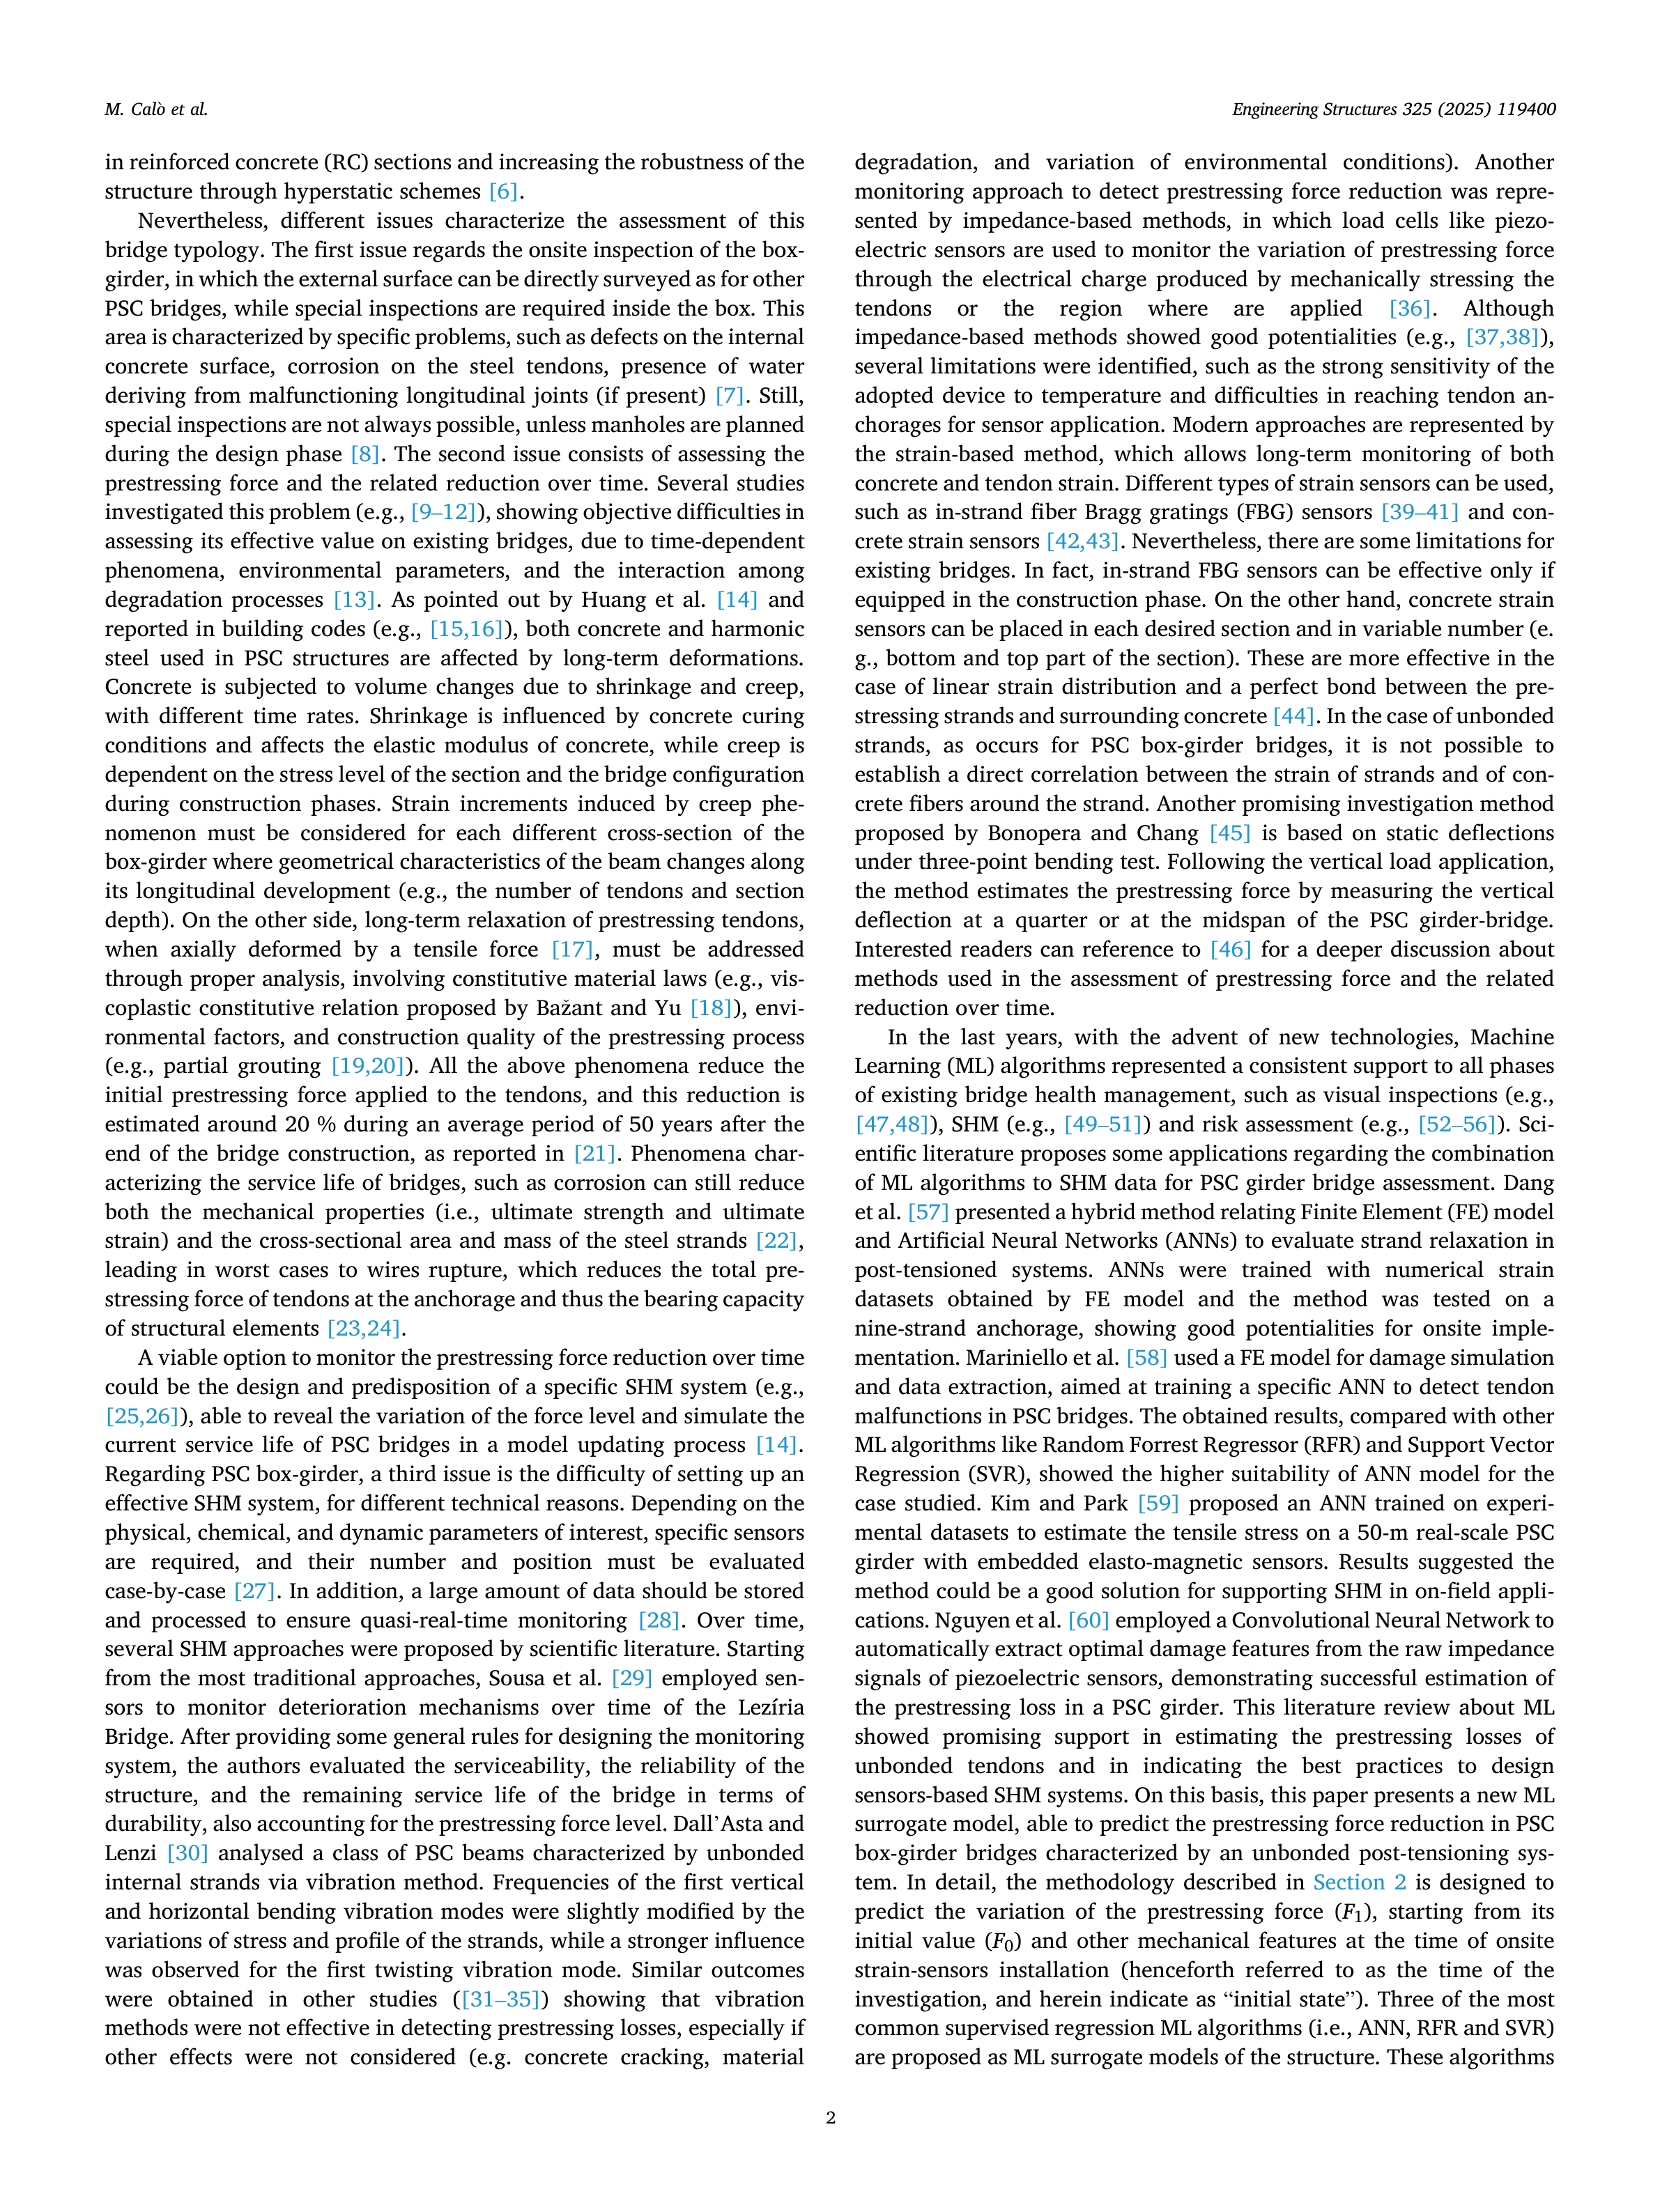 M. Calò et al.
Engineering Structures 325 (2025) 119400
in reinforced concrete (RC) sections and increasing the robustness of the
structure through hyperstatic schemes [6].
Nevertheless, different issues characterize the assessment of this
bridge typology. The first issue regards the onsite inspection of the box-
girder, in which the external surface can be directly surveyed as for other
PSC bridges, while special inspections are required inside the box. This
area is characterized by specific problems, such as defects on the internal
concrete surface, corrosion on the steel tendons, presence of water
deriving from malfunctioning longitudinal joints (if present) [7]. Still,
special inspections are not always possible, unless manholes are planned
during the design phase [8]. The second issue consists of assessing the
prestressing force and the related reduction over time. Several studies
investigated this problem (e.g., [9–12]), showing objective difficulties in
assessing its effective value on existing bridges, due to time-dependent
phenomena, environmental parameters, and the interaction among
degradation processes [13]. As pointed out by Huang et al. [14] and
reported in building codes (e.g., [15,16]), both concrete and harmonic
steel used in PSC structures are affected by long-term deformations.
Concrete is subjected to volume changes due to shrinkage and creep,
with different time rates. Shrinkage is influenced by concrete curing
conditions and affects the elastic modulus of concrete, while creep is
dependent on the stress level of the section and the bridge configuration
during construction phases. Strain increments induced by creep phe-
nomenon must be considered for each different cross-section of the
box-girder where geometrical characteristics of the beam changes along
its longitudinal development (e.g., the number of tendons and section
depth). On the other side, long-term relaxation of prestressing tendons,
when axially deformed by a tensile force [17], must be addressed
through proper analysis, involving constitutive material laws (e.g., vis-
coplastic constitutive relation proposed by Bažant and Yu [18]), envi-
ronmental factors, and construction quality of the prestressing process
(e.g., partial grouting [19,20]). All the above phenomena reduce the
initial prestressing force applied to the tendons, and this reduction is
estimated around 20 % during an average period of 50 years after the
end of the bridge construction, as reported in [21]. Phenomena char-
acterizing the service life of bridges, such as corrosion can still reduce
both the mechanical properties (i.e., ultimate strength and ultimate
strain) and the cross-sectional area and mass of the steel strands [22],
leading in worst cases to wires rupture, which reduces the total pre-
stressing force of tendons at the anchorage and thus the bearing capacity
of structural elements [23,24].
A viable option to monitor the prestressing force reduction over time
could be the design and predisposition of a specific SHM system (e.g.,
[25,26]), able to reveal the variation of the force level and simulate the
current service life of PSC bridges in a model updating process [14].
Regarding PSC box-girder, a third issue is the difficulty of setting up an
effective SHM system, for different technical reasons. Depending on the
physical, chemical, and dynamic parameters of interest, specific sensors
are required, and their number and position must be evaluated
case-by-case [27]. In addition, a large amount of data should be stored
and processed to ensure quasi-real-time monitoring [28]. Over time,
several SHM approaches were proposed by scientific literature. Starting
from the most traditional approaches, Sousa et al. [29] employed sen-
sors to monitor deterioration mechanisms over time of the Lezíria
Bridge. After providing some general rules for designing the monitoring
system, the authors evaluated the serviceability, the reliability of the
structure, and the remaining service life of the bridge in terms of
durability, also accounting for the prestressing force level. Dall’Asta and
Lenzi [30] analysed a class of PSC beams characterized by unbonded
internal strands via vibration method. Frequencies of the first vertical
and horizontal bending vibration modes were slightly modified by the
variations of stress and profile of the strands, while a stronger influence
was observed for the first twisting vibration mode. Similar outcomes
were obtained in other studies ([31–35]) showing that vibration
methods were not effective in detecting prestressing losses, especially if
other effects were not considered (e.g. concrete cracking, material
degradation, and variation of environmental conditions). Another
monitoring approach to detect prestressing force reduction was repre-
sented by impedance-based methods, in which load cells like piezo-
electric sensors are used to monitor the variation of prestressing force
through the electrical charge produced by mechanically stressing the
tendons or the region where are applied [36]. Although
impedance-based methods showed good potentialities (e.g., [37,38]),
several limitations were identified, such as the strong sensitivity of the
adopted device to temperature and difficulties in reaching tendon an-
chorages for sensor application. Modern approaches are represented by
the strain-based method, which allows long-term monitoring of both
concrete and tendon strain. Different types of strain sensors can be used,
such as in-strand fiber Bragg gratings (FBG) sensors [39–41] and con-
crete strain sensors [42,43]. Nevertheless, there are some limitations for
existing bridges. In fact, in-strand FBG sensors can be effective only if
equipped in the construction phase. On the other hand, concrete strain
sensors can be placed in each desired section and in variable number (e.
g., bottom and top part of the section). These are more effective in the
case of linear strain distribution and a perfect bond between the pre-
stressing strands and surrounding concrete [44]. In the case of unbonded
strands, as occurs for PSC box-girder bridges, it is not possible to
establish a direct correlation between the strain of strands and of con-
crete fibers around the strand. Another promising investigation method
proposed by Bonopera and Chang [45] is based on static deflections
under three-point bending test. Following the vertical load application,
the method estimates the prestressing force by measuring the vertical
deflection at a quarter or at the midspan of the PSC girder-bridge.
Interested readers can reference to [46] for a deeper discussion about
methods used in the assessment of prestressing force and the related
reduction over time.
In the last years, with the advent of new technologies, Machine
Learning (ML) algorithms represented a consistent support to all phases
of existing bridge health management, such as visual inspections (e.g.,
[47,48]), SHM (e.g., [49–51]) and risk assessment (e.g., [52–56]). Sci-
entific literature proposes some applications regarding the combination
of ML algorithms to SHM data for PSC girder bridge assessment. Dang
et al. [57] presented a hybrid method relating Finite Element (FE) model
and Artificial Neural Networks (ANNs) to evaluate strand relaxation in
post-tensioned systems. ANNs were trained with numerical strain
datasets obtained by FE model and the method was tested on a
nine-strand anchorage, showing good potentialities for onsite imple-
mentation. Mariniello et al. [58] used a FE model for damage simulation
and data extraction, aimed at training a specific ANN to detect tendon
malfunctions in PSC bridges. The obtained results, compared with other
ML algorithms like Random Forrest Regressor (RFR) and Support Vector
Regression (SVR), showed the higher suitability of ANN model for the
case studied. Kim and Park [59] proposed an ANN trained on experi-
mental datasets to estimate the tensile stress on a 50-m real-scale PSC
girder with embedded elasto-magnetic sensors. Results suggested the
method could be a good solution for supporting SHM in on-field appli-
cations. Nguyen et al. [60] employed a Convolutional Neural Network to
automatically extract optimal damage features from the raw impedance
signals of piezoelectric sensors, demonstrating successful estimation of
the prestressing loss in a PSC girder. This literature review about ML
showed promising support in estimating the prestressing losses of
unbonded tendons and in indicating the best practices to design
sensors-based SHM systems. On this basis, this paper presents a new ML
surrogate model, able to predict the prestressing force reduction in PSC
box-girder bridges characterized by an unbonded post-tensioning sys-
tem. In detail, the methodology described in Section 2 is designed to
predict the variation of the prestressing force (F1), starting from its
initial value (F0) and other mechanical features at the time of onsite
strain-sensors installation (henceforth referred to as the time of the
investigation, and herein indicate as “initial state”). Three of the most
common supervised regression ML algorithms (i.e., ANN, RFR and SVR)
are proposed as ML surrogate models of the structure. These algorithms
2